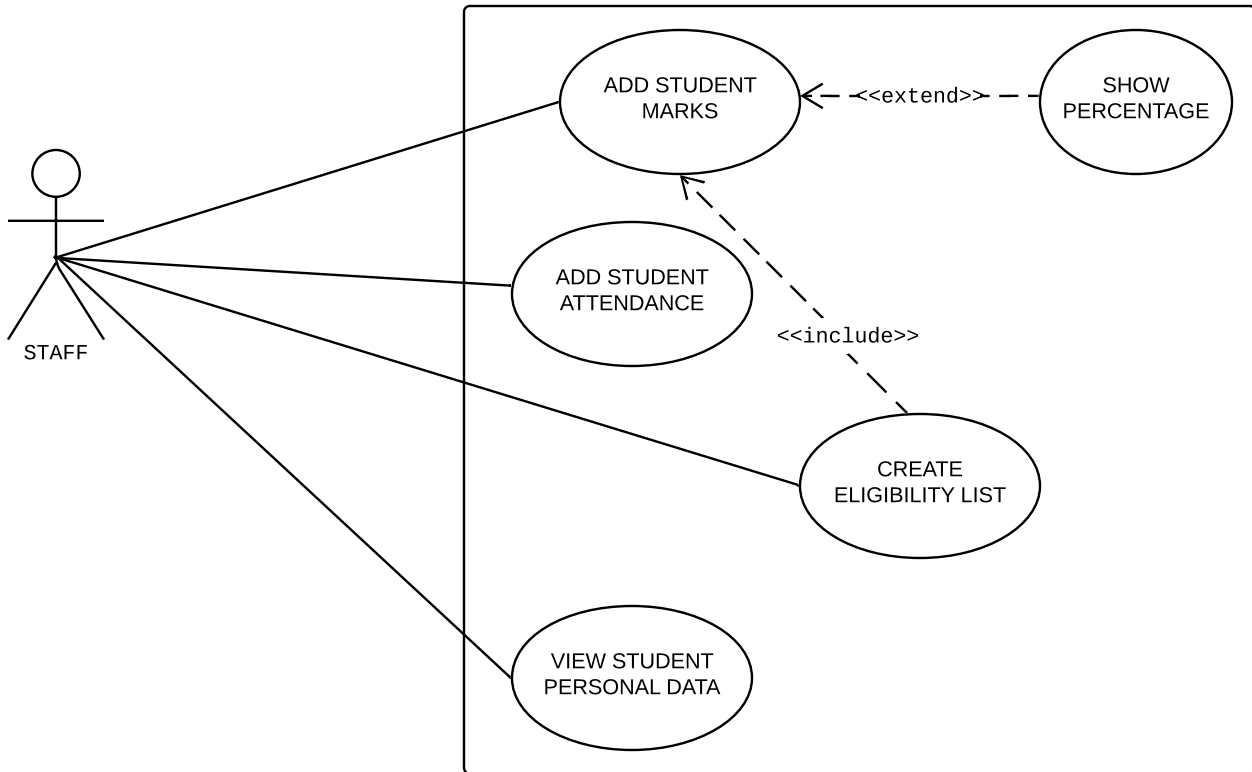 ADD STUDENT
MARKS
<<extend>>
SHOW
PERCENTAGE
ADD STUDENT
ATTENDANCE
<<include>>
STAFF
CREATE
ELIGIBILITY LIST
VIEW STUDENT
PERSONAL DATA